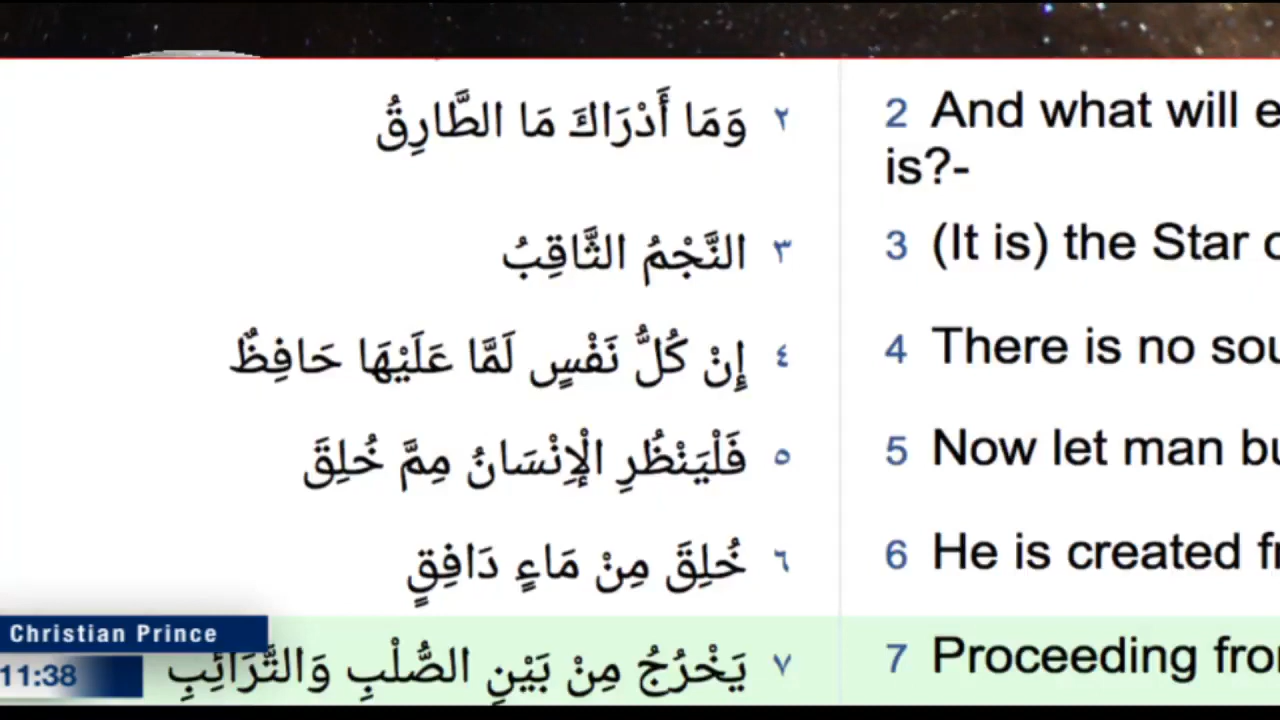 وَمَا أَدْرَاكَ مَا الطَّارِقُ ٢
2 And what will e
is?-
النَّجْمُ الثَّاقِبُ ٣
3 (It is) the Star o
إِنْ كُلُّ نَفْسٍ لَمَّا عَلَيْهَا حَافِظٌ ٤
4 There is no sou
فَلْيَنْظُرِ الْإِنْسَانُ مِمَّ خُلِقَ ٥
5 Now let man bu
خُلِقَ مِنْ مَاءٍ دَافِقٍ ٦
6 He is created fr
يَخْرُجُ مِنْ بَيْنِ الصُّلْبِ وَالتَّرَائِبِ ٧
7 Proceeding fror
Christian Prince
11:38